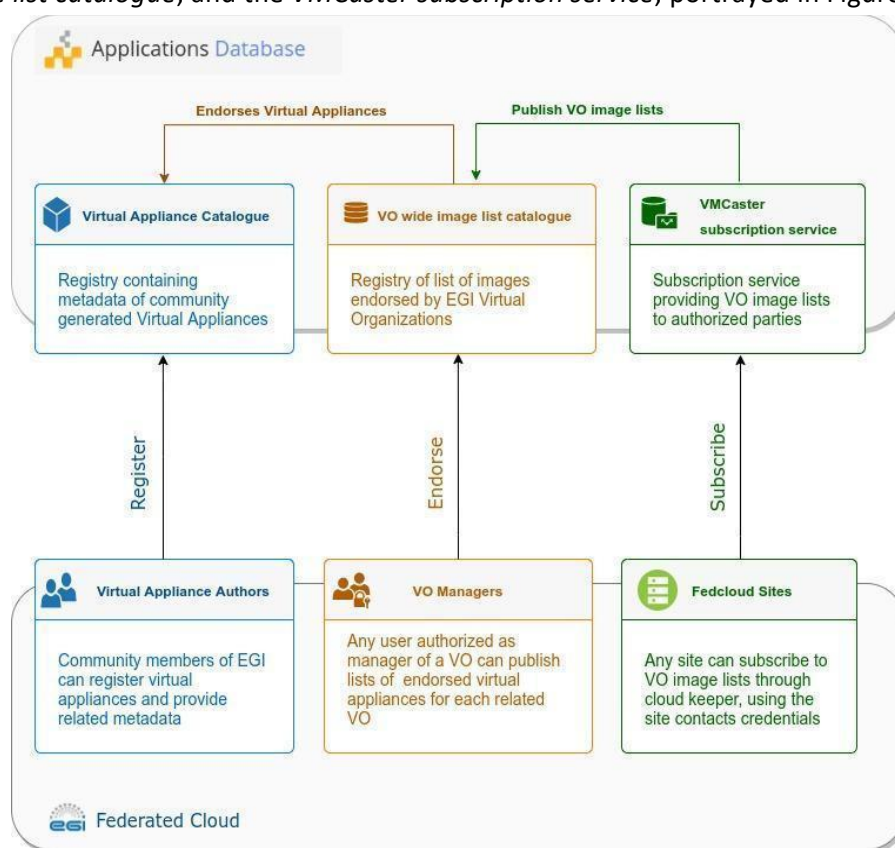 list catalogue, and the VMCaster subscription service, portrayed in Figure
Applications Database
Endorses Virtual Appliances
Publish VO image lists
Virtual Appliance Catalogue
VO wide image list catalogue
VMCaster
subscription service
Registry containing
metadata of community
generated Virtual Appliances
Registry of list of images
endorsed by EGI Virtual
Organizations
Subscription service
providing VO image lists
to authorized parties
Register
Endorse
Subscribe
Virtual Appliance Authors
VO Managers
Fedcloud Sites
Community members of EGI
can register virtual
appliances and provide
related metadata
Any user authorized as
manager of a VO can publish
lists of endorsed virtual
appliances for each related
VO
Any site can subscribe to
VO image lists through
cloud keeper, using the
site contacts credentials
eGI Federated Cloud